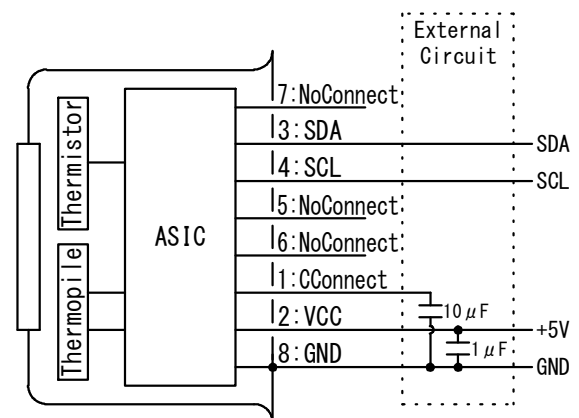 External
Circuit
7:NoConnect
3:SDA
SDA
4:SCL
SCL
5:NoConnect
6:NoConnect
1:CConnect
10μF
2:VCC
+5V
1μF
8:GND
GND
Thermistor
Thermopile
ASIC